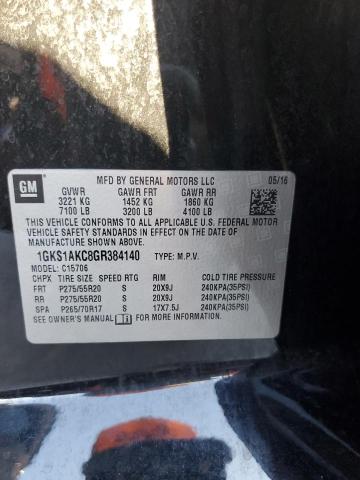 GM
MFD BY GENERAL MOTORS LLC 05/16
GVWR GAWR FRT GAWR RR
3221 KG 1452 KG 1860 KG
7100 LB 3200 LB 4100 LB
THIS VEHICLE CONFORMS TO ALL APPLICABLE U.S. FEDERAL MOTOR
VEHICLE SAFETY, BUMPER, AND THEFT PREVENTION STANDARDS
IN EFFECT ON THE DATE OF MANUFACTURE SHOWN ABOVE.
1GKS1AKC8GR384140 TYPE: M.P.V.
MODEL: C15706
CHPX TIRE SIZE SPEED RTG RIM COLD TIRE PRESSURE
FRT P275/55R20 S 20X9J 240KPA(35PSI)
RR P275/55R20 S 20X9J 240KPA(35PSI)
SPA P265/70R17 S 17X7.5J 240KPA(35PSI)
SEE OWNER'S MANUAL FOR MORE INFORMATION.